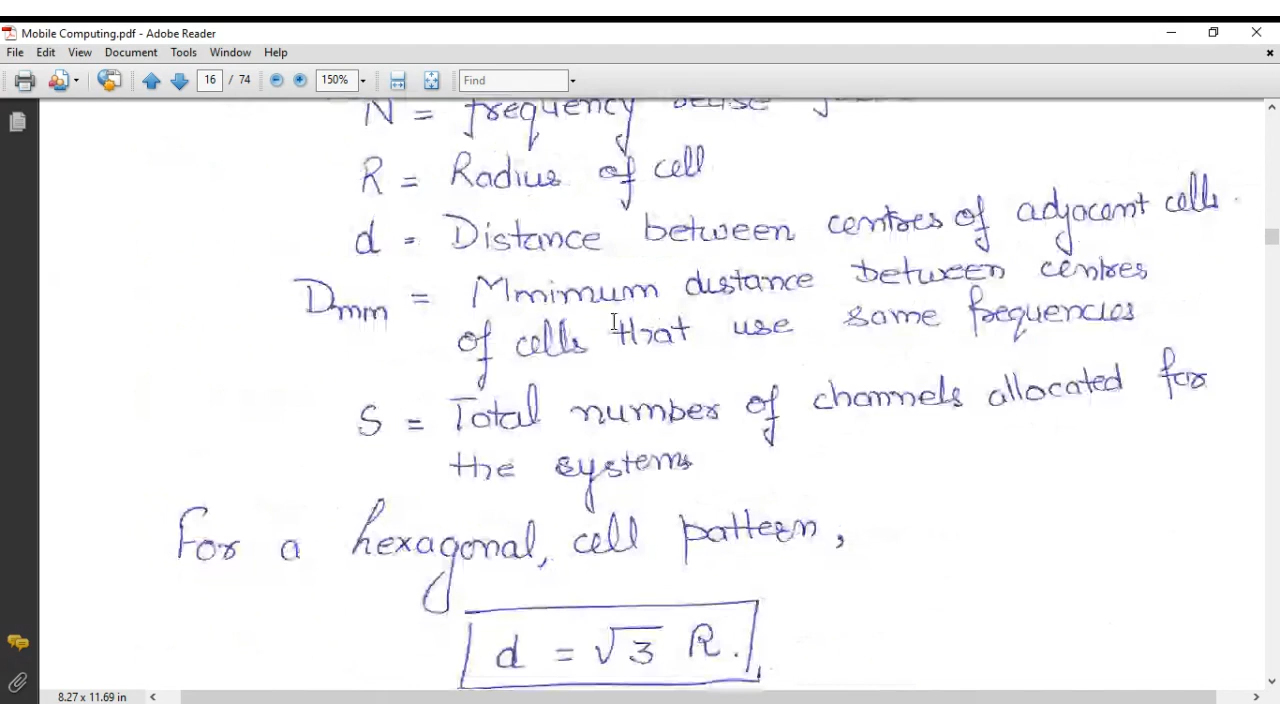 Mobile Computing.pdf - Adobe Reader
File Edit View Document Tools Window Help
16 / 74 150% Find
N = frequency reuse
R = Radius of cell
d = Distance between centres of adjacent cells.
Dmin = Minimum distance between centres
of cells that use same frequencies
S = Total number of channels allocated for
the systems
For a hexagonal, cell pattern,
d = √3 R.
8.27 x 11.69 in